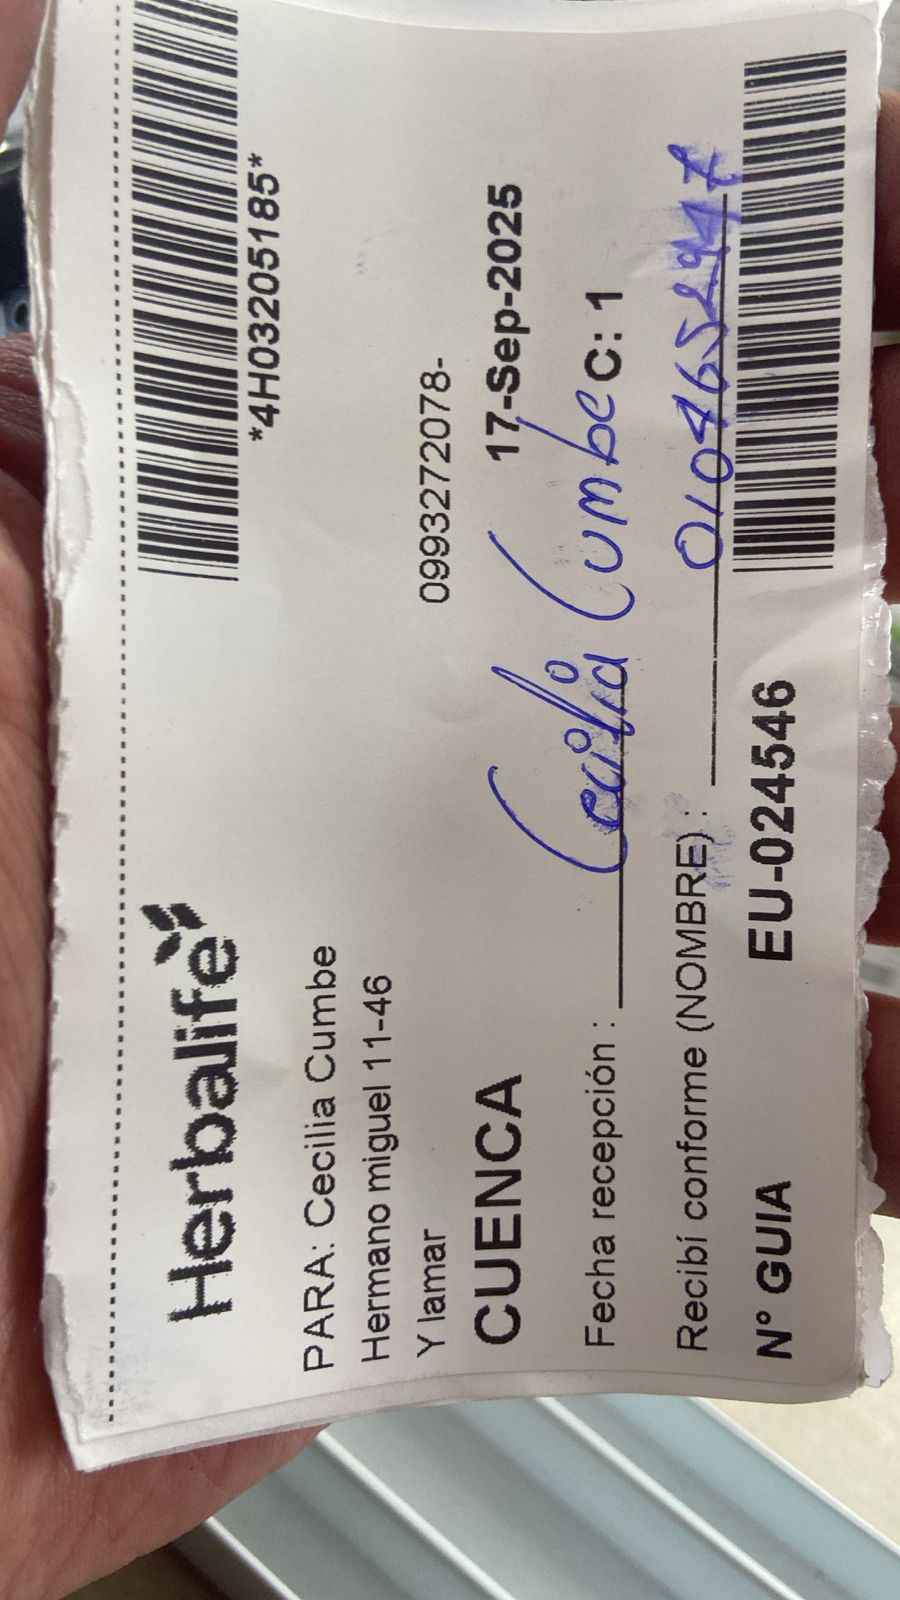 *4H03205185*
Herbalife
PARA: Cecilia Cumbe
Hermano miguel 11-46
Y lamar
0993272078-
CUENCA
17-Sep-2025
Fecha recepción : Cecilia Cumbe C: 1
Recibí conforme (NOMBRE) :
N° GUIA EU-024546